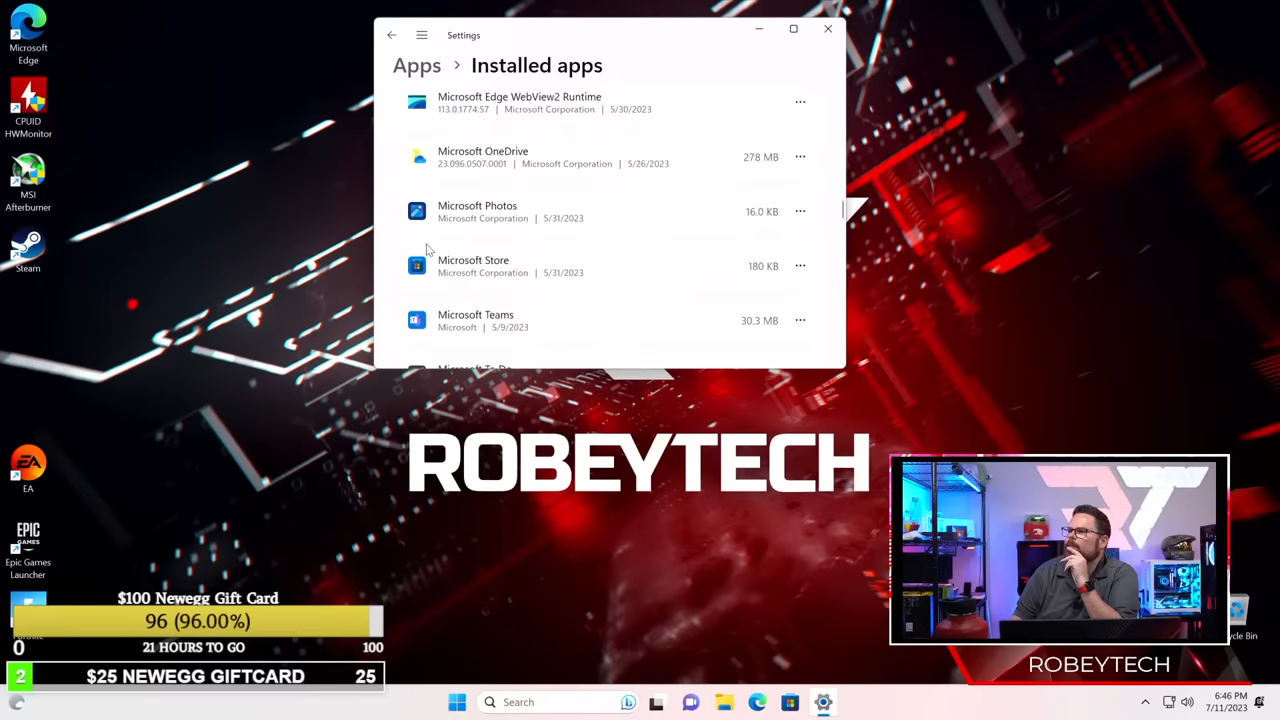 Settings
Apps > Installed apps
Microsoft Edge WebView2 Runtime
113.0.1774.57 | Microsoft Corporation | 5/30/2023
Microsoft OneDrive
23.096.0507.0001 | Microsoft Corporation | 5/26/2023
278 MB
Microsoft Photos
Microsoft Corporation | 5/31/2023
16.0 KB
Microsoft Store
Microsoft Corporation | 5/31/2023
180 KB
Microsoft Teams
Microsoft | 5/9/2023
30.3 MB
Microsoft To Do
Microsoft
Edge
CPUID
HWMonitor
MSI
Afterburner
Steam
EA
EA
EPIC
GAMES
Epic Games
Launcher
ROBEYTECH
$100 Newegg Gift Card
96 (96.00%)
0
21 HOURS TO GO
100
2
$25 NEWEGG GIFTCARD
25
ROBEYTECH
Search
6:46 PM
7/11/2023